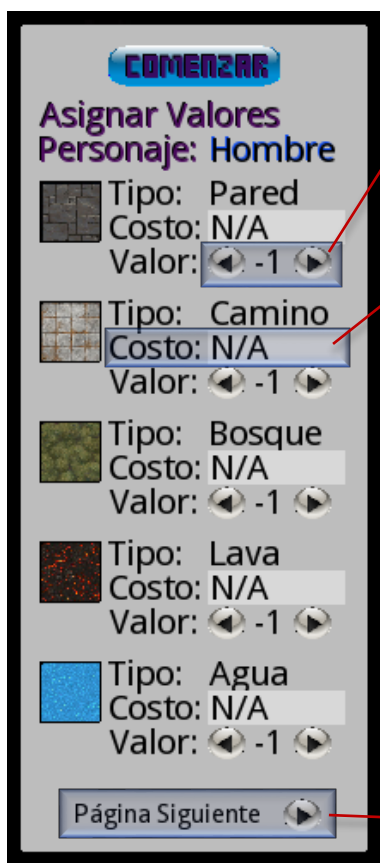 COMENZAR
Asignar Valores
Personaje: Hombre
Tipo: Pared
Costo: N/A
Valor: -1
Tipo: Camino
Costo: N/A
Valor: -1
Tipo: Bosque
Costo: N/A
Valor: -1
Tipo: Lava
Costo: N/A
Valor: -1
Tipo: Agua
Costo: N/A
Valor: -1
Página Siguiente